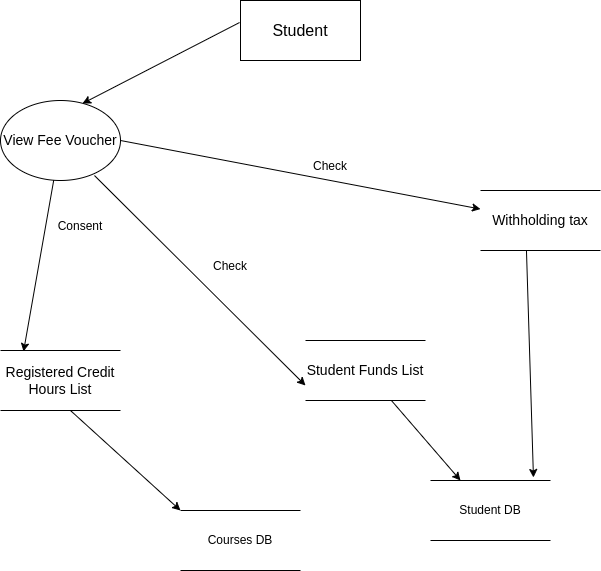 Student
View Fee Voucher
Check
Withholding tax
Consent
Check
Registered Credit
Hours List
Student Funds List
Student DB
Courses DB